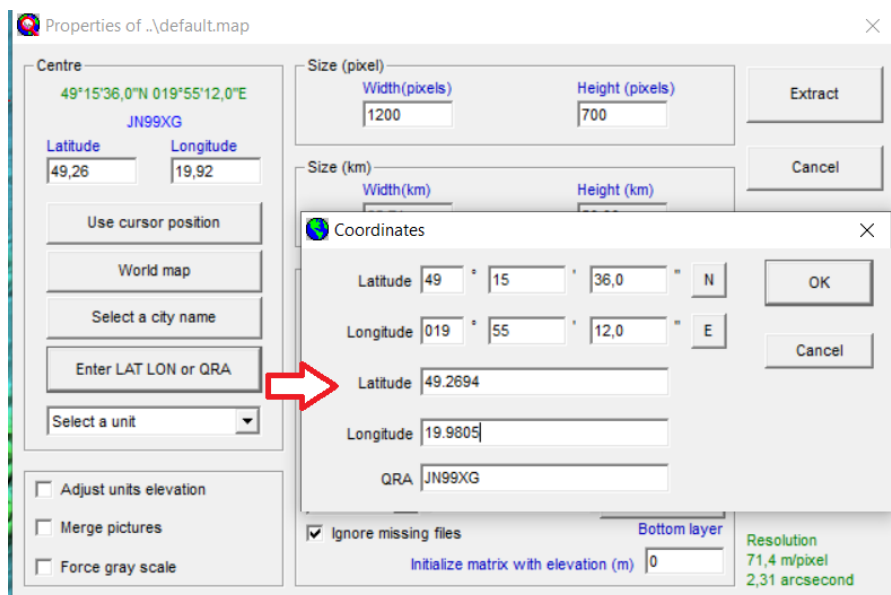 Properties of ..\default.map
Centre
49°15'36,0"N 019°55'12,0"E
JN99XG
Latitude Longitude
49,26 19,92
Use cursor position
World map
Select a city name
Enter LAT LON or QRA
Select a unit
Adjust units elevation
Merge pictures
Force gray scale
Size (pixel)
Width(pixels) Height (pixels)
1200 700
Size (km)
Width(km) Height (km)
Extract
Cancel
Coordinates
Latitude 49 ° 15 ' 36,0 " N
Longitude 019 ° 55 ' 12,0 " E
Latitude 49.2694
Longitude 19.9805
QRA JN99XG
OK
Cancel
Ignore missing files
Bottom layer
Initialize matrix with elevation (m) 0
Resolution
71,4 m/pixel
2,31 arcsecond